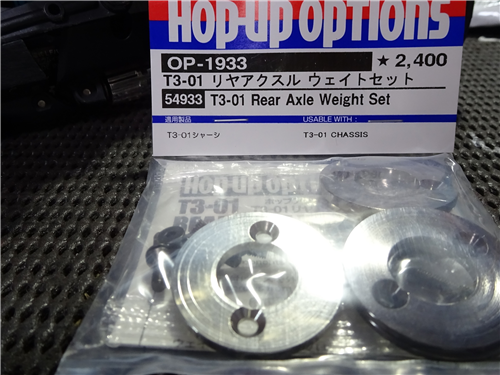 HOP-UP OPTIONS
OP-1933
★ 2,400
T3-01 リヤアクスル ウェイトセット
54933 T3-01 Rear Axle Weight Set
適用製品
USABLE WITH :
T3-01シャーシ
T3-01 CHASSIS
HOP-UP OPTIONS
T3-01